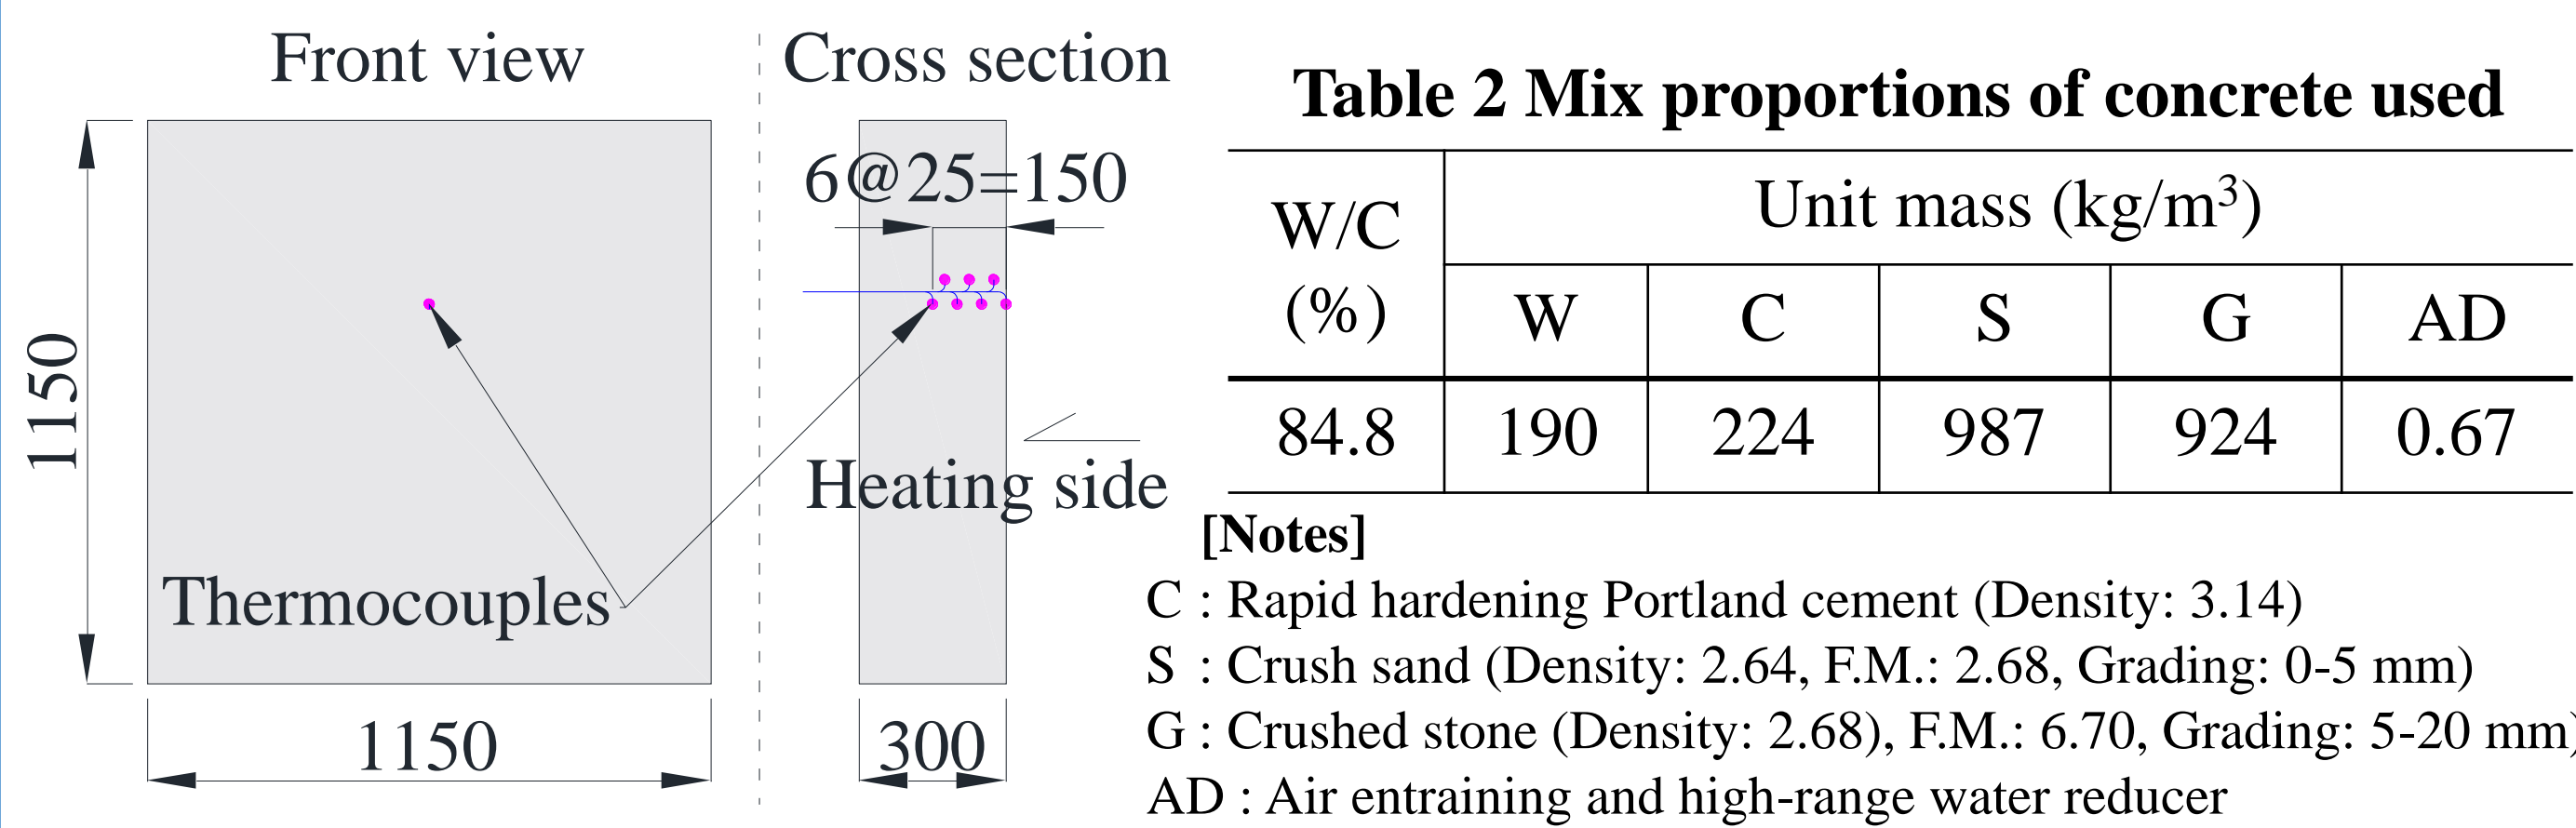 Front view
Cross section
6@25=150
1150
Thermocouples
Heating side
1150
300
Table 2 Mix proportions of concrete used
W/C (%) Unit mass (kg/m³)
W C S G AD
84.8 190 224 987 924 0.67
[Notes]
C : Rapid hardening Portland cement (Density: 3.14)
S : Crush sand (Density: 2.64, F.M.: 2.68, Grading: 0-5 mm)
G : Crushed stone (Density: 2.68), F.M.: 6.70, Grading: 5-20 mm)
AD : Air entraining and high-range water reducer